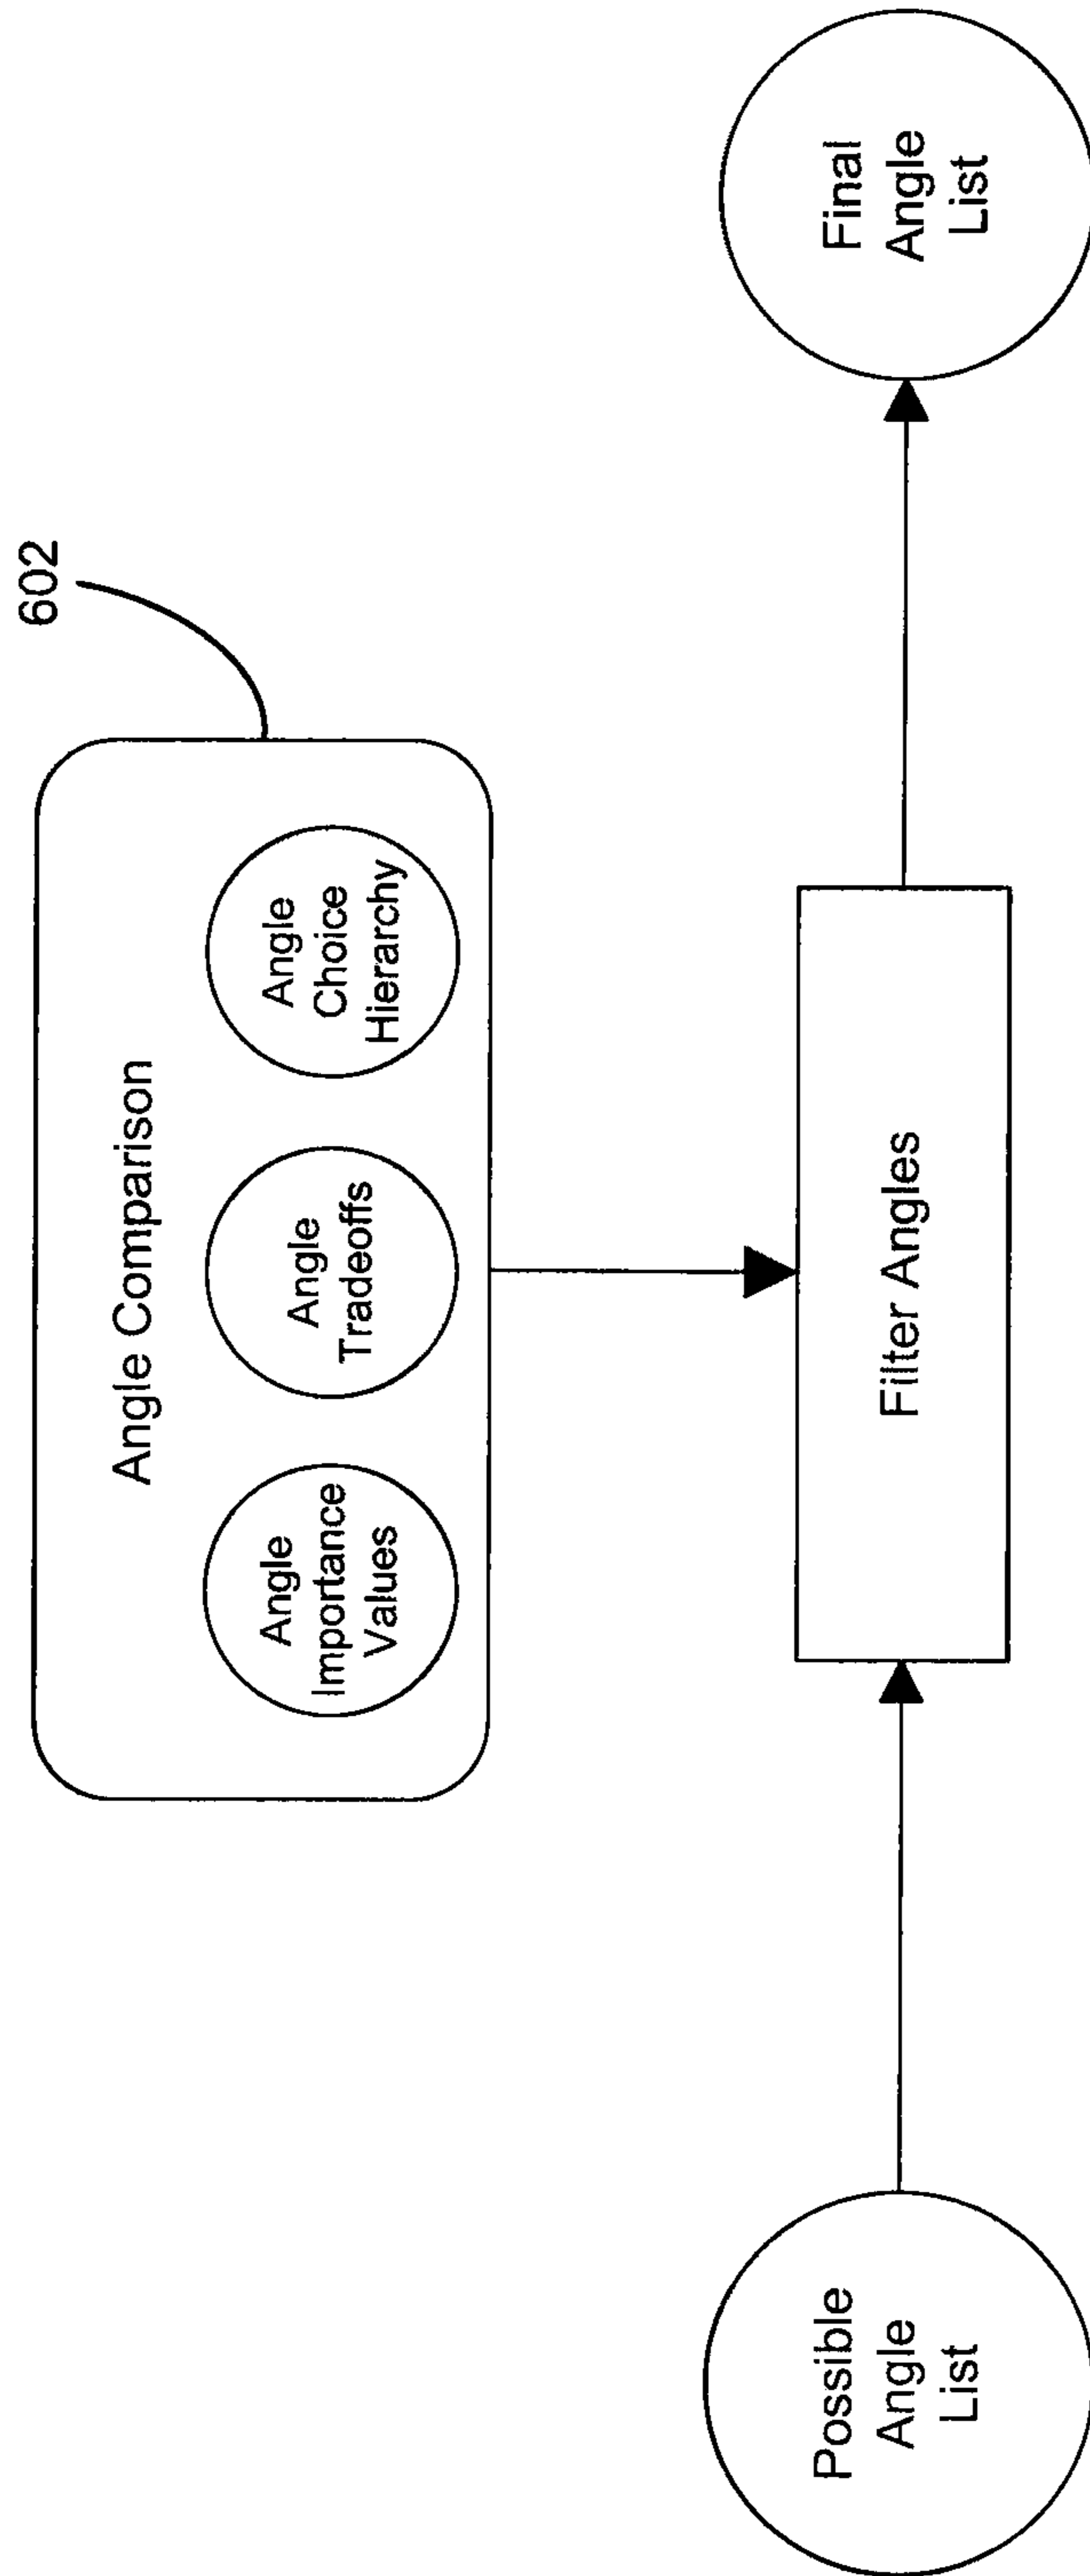 602
Angle Comparison
Angle
Importance
Values
Angle
Tradeoffs
Angle
Choice
Hierarchy
Possible
Angle
List
Filter Angles
Final
Angle
List